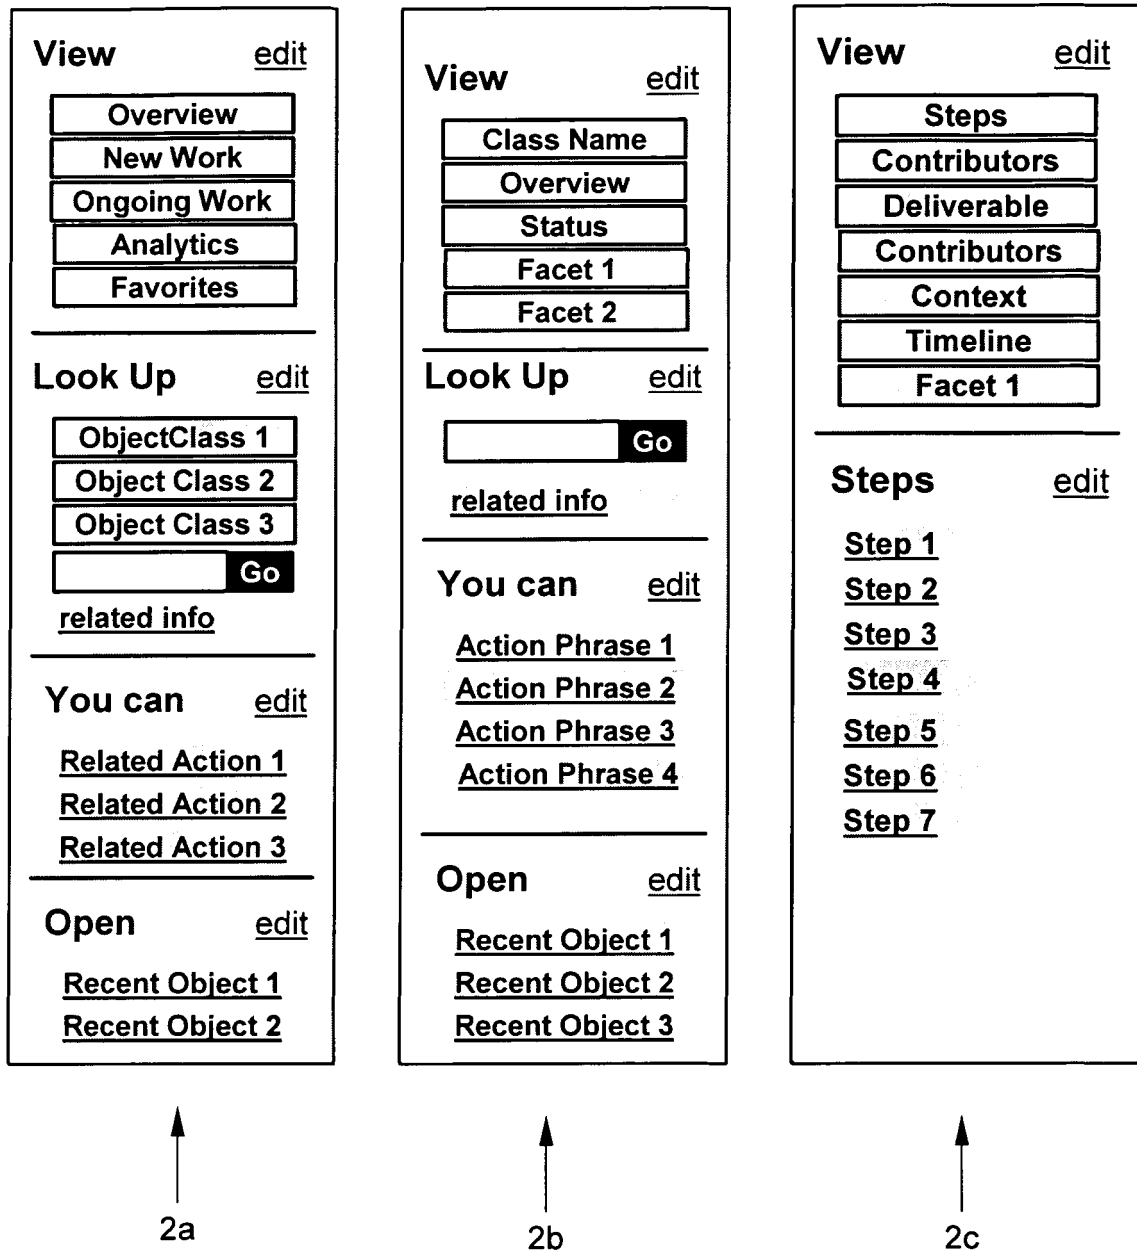 View edit
Overview
New Work
Ongoing Work
Analytics
Favorites
Look Up edit
ObjectClass 1
Object Class 2
Object Class 3
Go
related info
You can edit
Related Action 1
Related Action 2
Related Action 3
Open edit
Recent Object 1
Recent Object 2
2a
View edit
Class Name
Overview
Status
Facet 1
Facet 2
Look Up edit
Go
related info
You can edit
Action Phrase 1
Action Phrase 2
Action Phrase 3
Action Phrase 4
Open edit
Recent Object 1
Recent Object 2
Recent Object 3
2b
View edit
Steps
Contributors
Deliverable
Contributors
Context
Timeline
Facet 1
Steps edit
Step 1
Step 2
Step 3
Step 4
Step 5
Step 6
Step 7
2c